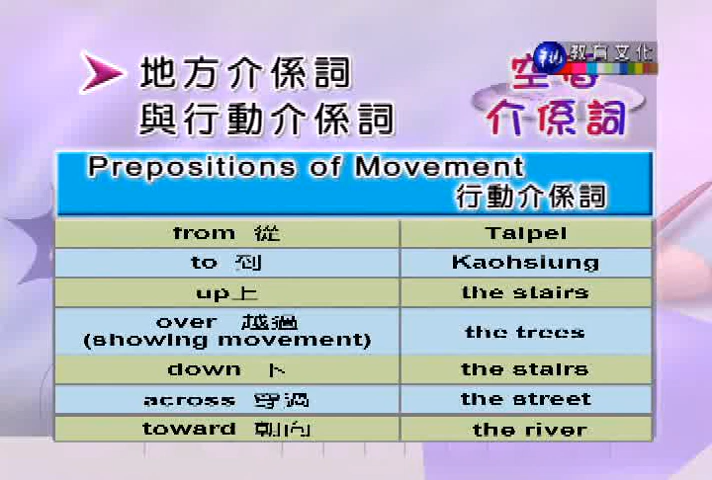 地方介係詞
與行動介係詞
教育文化
空間
介係詞
Prepositions of Movement
行動介係詞
from 從
Taipei
to 到
Kaohsiung
up上
the stairs
over 越過
(showing movement)
the trees
down 下
the stairs
across 穿過
the street
toward 朝向
the river